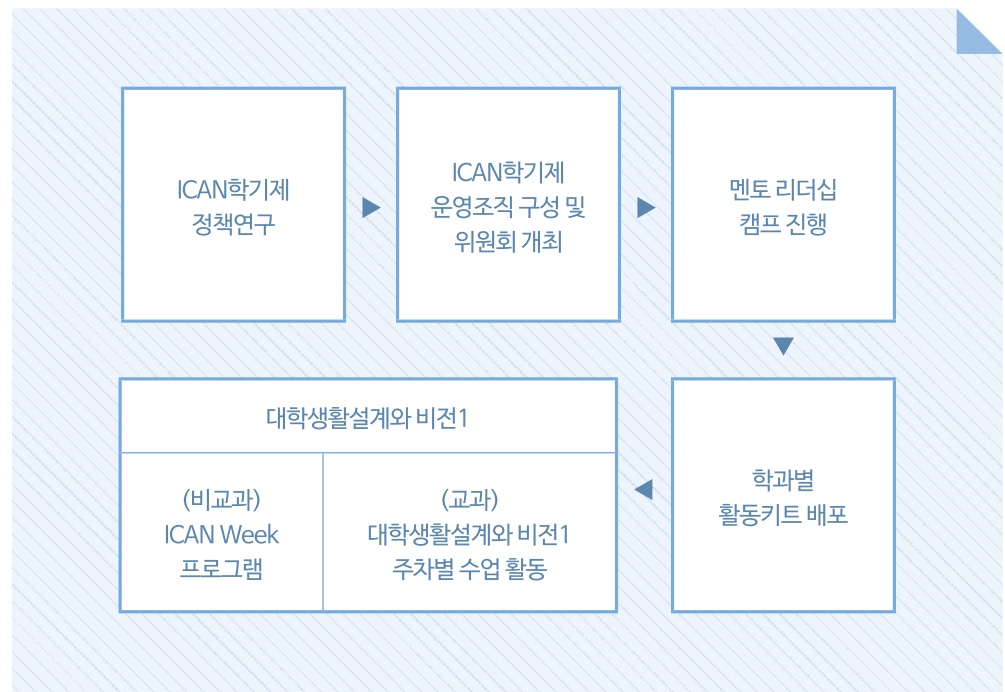 ICAN학기제
정책연구
ICAN학기제
운영조직 구성 및
위원회 개최
멘토 리더십
캠프 진행
학과별
활동키트 배포
대학생활설계와 비전1
(비교과)
ICAN Week
프로그램
(교과)
대학생활설계와 비전1
주차별 수업 활동